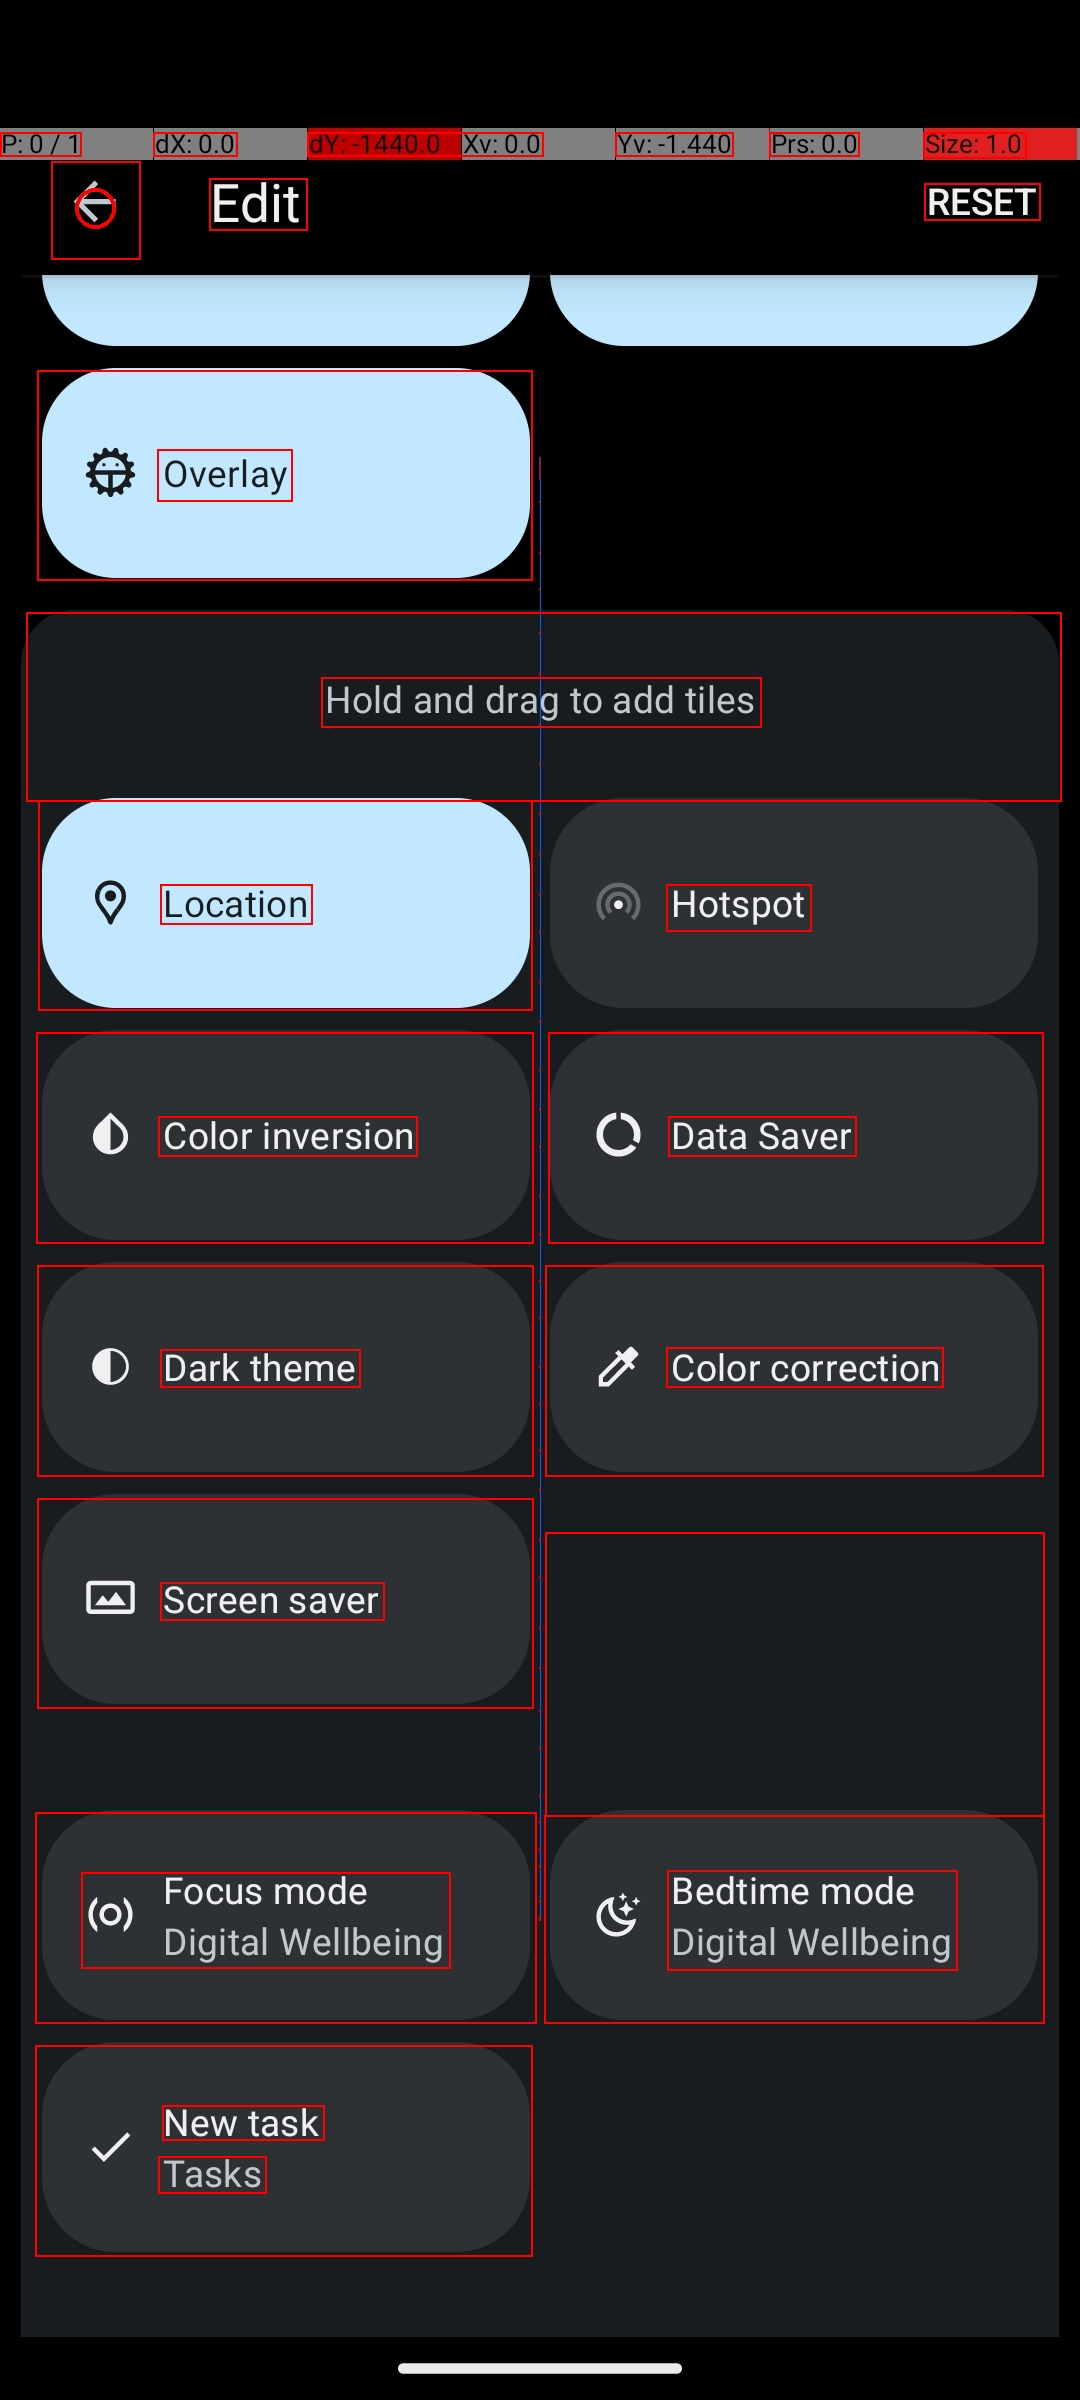 P: 0 / 1 dX: 0.0 dY: -1440.0 Xv: 0.0 Yv: -1.440 Prs: 0.0 Size: 1.0
Edit RESET
Overlay
Hold and drag to add tiles
Location Hotspot
Color inversion Data Saver
Dark theme Color correction
Screen saver
Focus mode Bedtime mode
Digital Wellbeing Digital Wellbeing
New task
Tasks